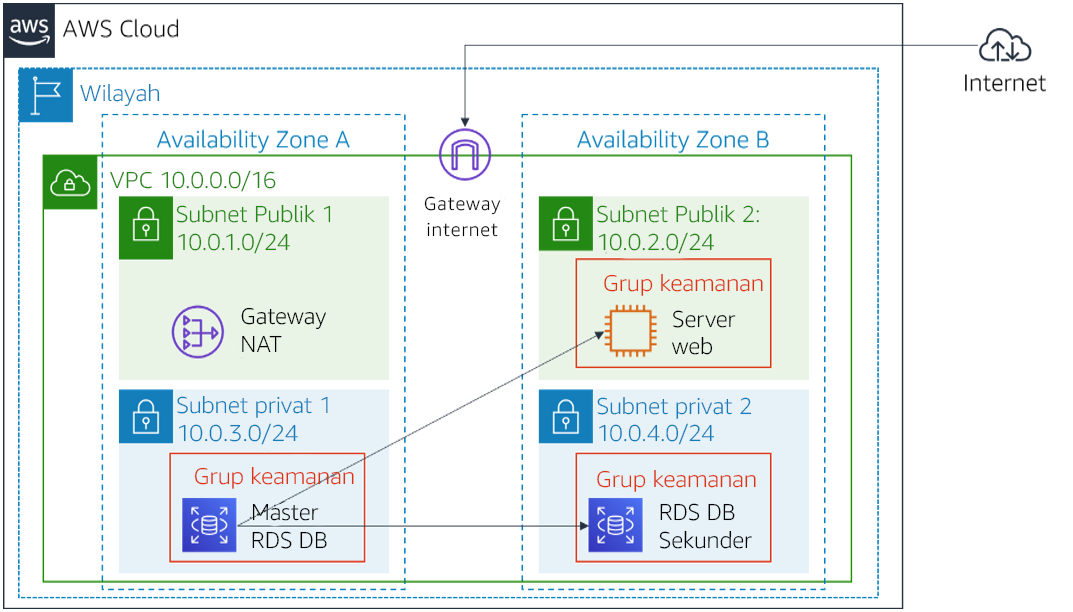 aws
AWS Cloud
Internet
Wilayah
Availability Zone A
Availability Zone B
VPC 10.0.0.0/16
Gateway
internet
Subnet Publik 1
10.0.1.0/24
Gateway
NAT
Subnet Publik 2:
10.0.2.0/24
Grup keamanan
Server
web
Subnet privat 1
10.0.3.0/24
Grup keamanan
Master
RDS DB
Subnet privat 2
10.0.4.0/24
Grup keamanan
RDS DB
Sekunder